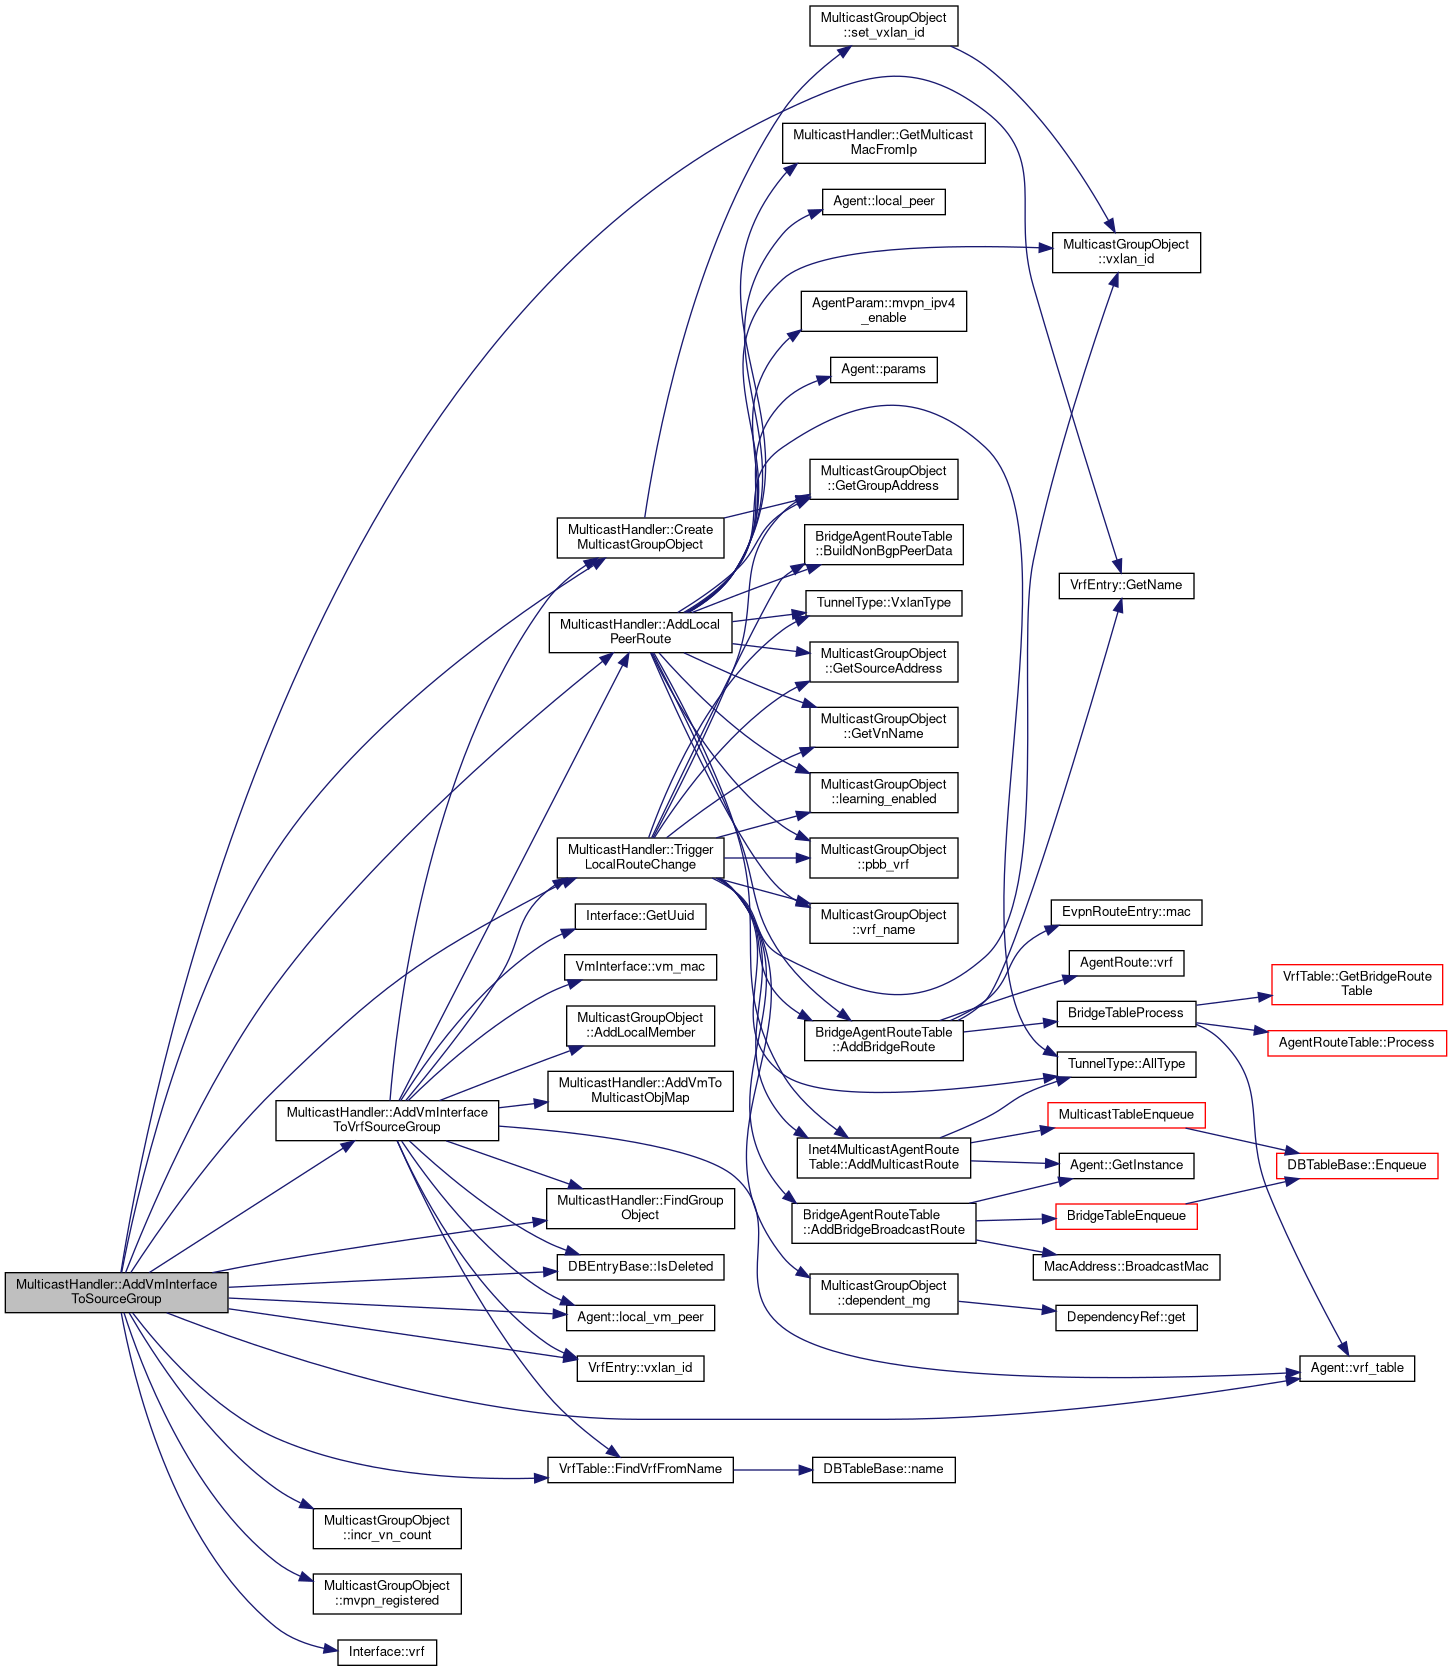 MulticastGroupObject
::set_vxlan_id
MulticastHandler::GetMulticast
MacFromIp
Agent::local_peer
MulticastGroupObject
::vxlan_id
AgentParam::mvpn_ipv4
_enable
Agent::params
MulticastGroupObject
::GetGroupAddress
MulticastHandler::Create
MulticastGroupObject
BridgeAgentRouteTable
::BuildNonBgpPeerData
VrfEntry::GetName
TunnelType::VxlanType
MulticastHandler::AddLocal
PeerRoute
MulticastGroupObject
::GetSourceAddress
MulticastGroupObject
::GetVnName
MulticastGroupObject
::learning_enabled
MulticastHandler::Trigger
LocalRouteChange
MulticastGroupObject
::pbb_vrf
Interface::GetUuid
MulticastGroupObject
::vrf_name
EvpnRouteEntry::mac
VmInterface::vm_mac
AgentRoute::vrf
VrfTable::GetBridgeRoute
Table
MulticastGroupObject
::AddLocalMember
BridgeAgentRouteTable
::AddBridgeRoute
BridgeTableProcess
AgentRouteTable::Process
TunnelType::AllType
MulticastHandler::AddVmTo
MulticastObjMap
MulticastHandler::AddVmInterface
ToVrfSourceGroup
MulticastTableEnqueue
Inet4MulticastAgentRoute
Table::AddMulticastRoute
Agent::GetInstance
DBTableBase::Enqueue
MulticastHandler::FindGroup
Object
BridgeAgentRouteTable
::AddBridgeBroadcastRoute
BridgeTableEnqueue
DBEntryBase::IsDeleted
MacAddress::BroadcastMac
MulticastHandler::AddVmInterface
ToSourceGroup
MulticastGroupObject
::dependent_mg
Agent::local_vm_peer
DependencyRef::get
VrfEntry::vxlan_id
Agent::vrf_table
VrfTable::FindVrfFromName
DBTableBase::name
MulticastGroupObject
::incr_vn_count
MulticastGroupObject
::mvpn_registered
Interface::vrf